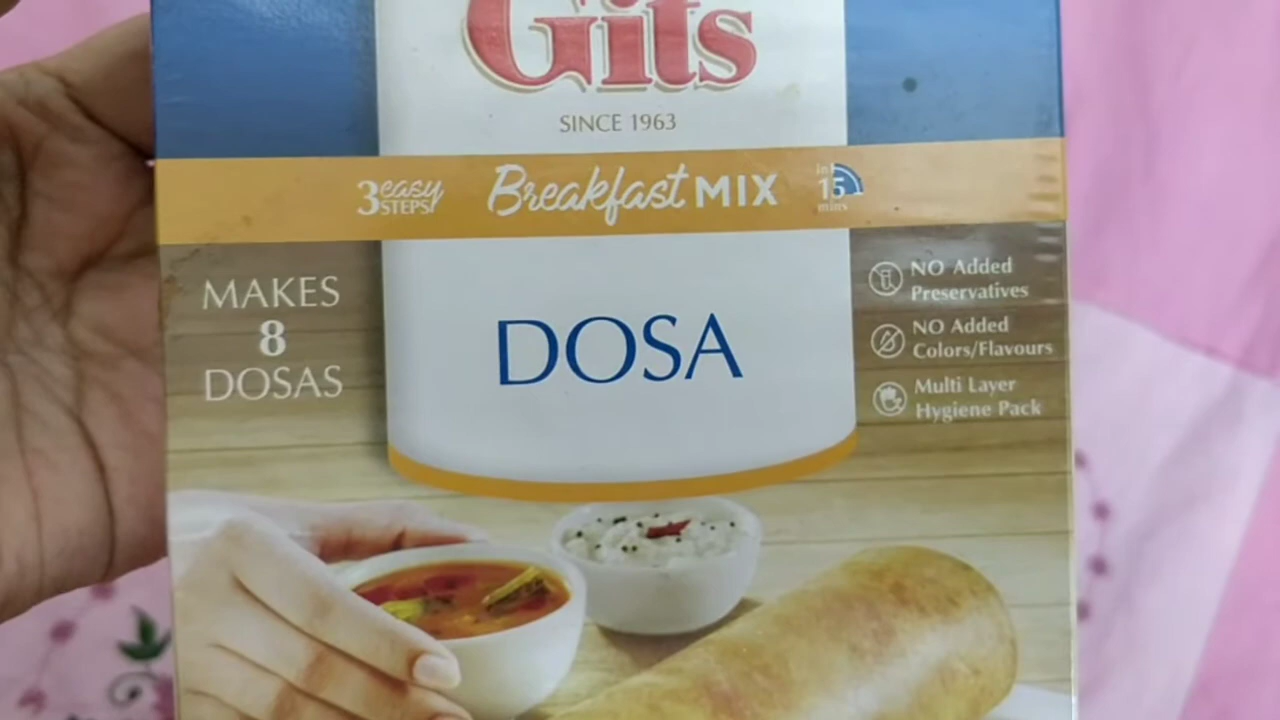 Gits
SINCE 1963
3 easy STEPS!
Breakfast MIX
in 15 mins
MAKES
8
DOSAS
DOSA
NO Added
Preservatives
NO Added
Colors/Flavours
Multi Layer
Hygiene Pack